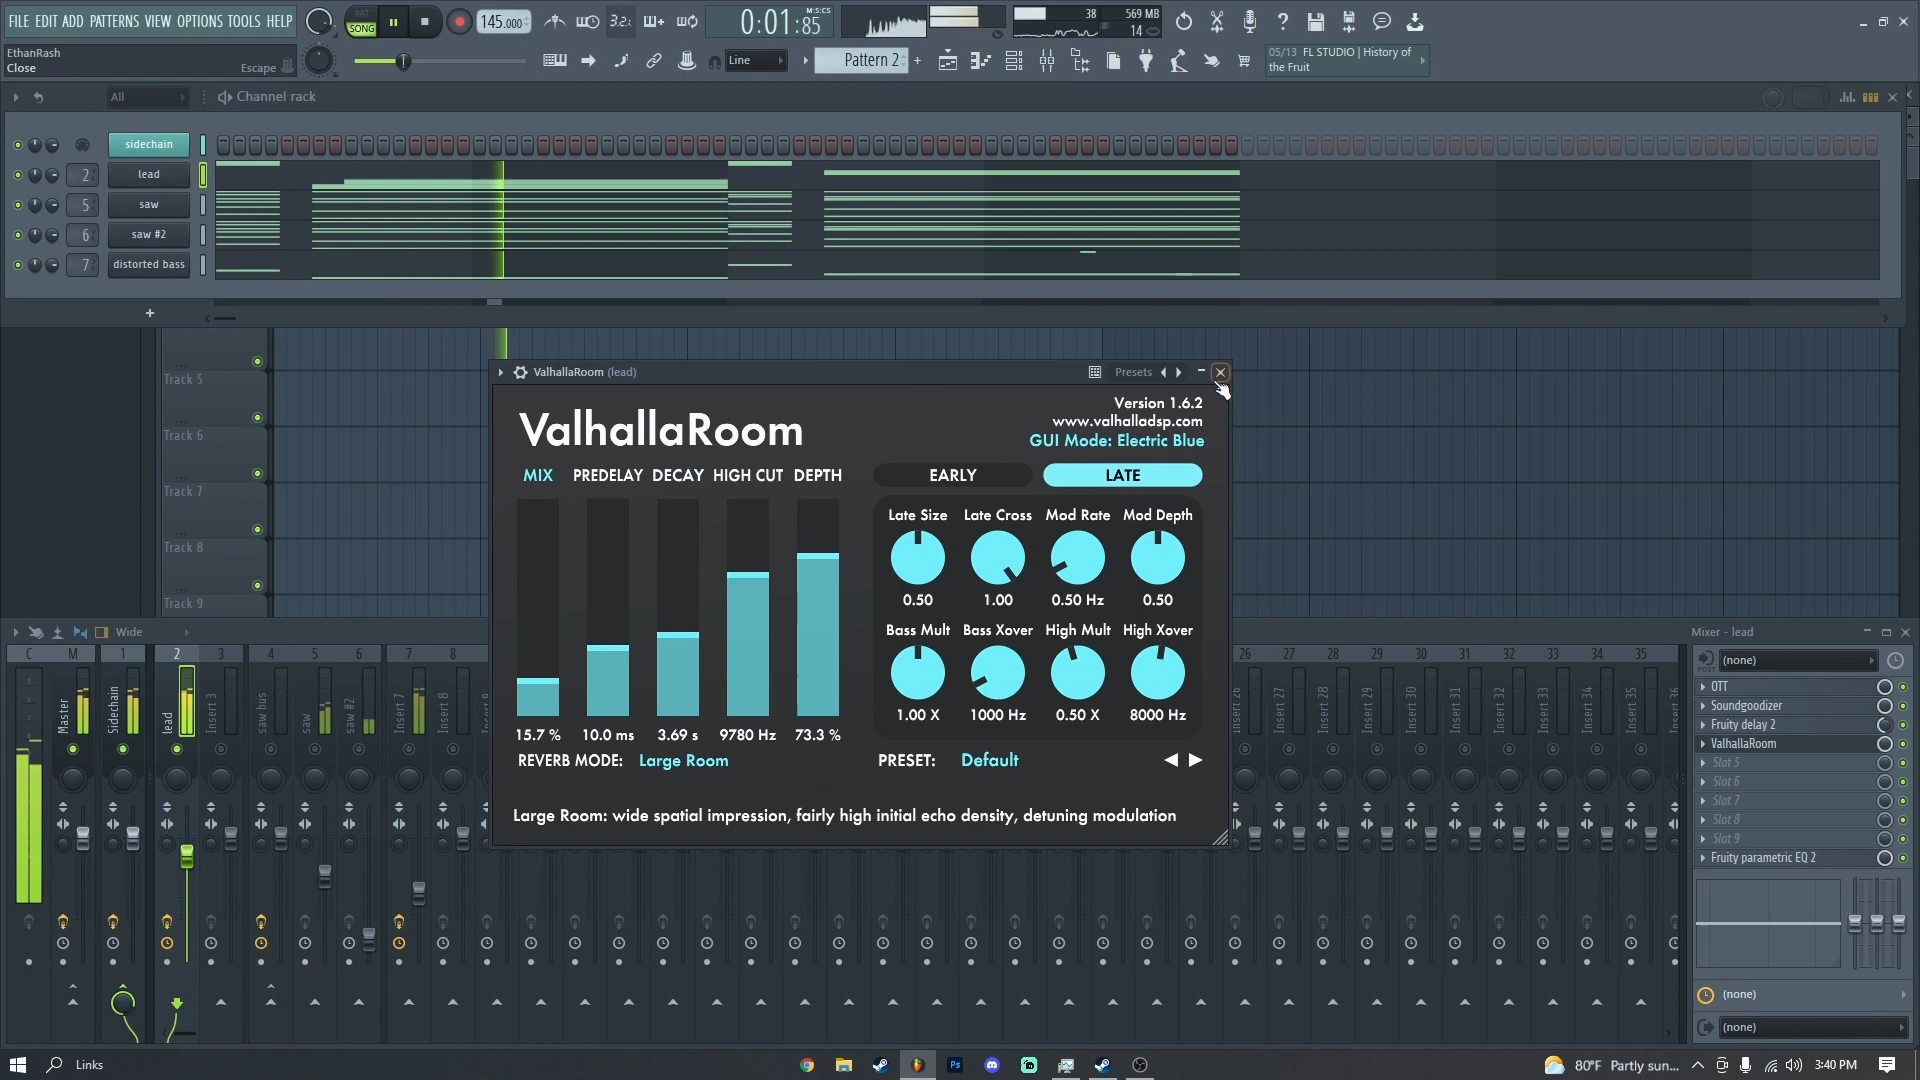 FILE EDIT ADD PATTERNS VIEW OPTIONS TOOLS HELP
PAT
SONG
145.000
3.2:
0:01:85
M:S:CS
38
569 MB
14
EthanRash
Close
Escape
Line
Pattern 2
05/13 FL STUDIO | History of
the Fruit
All
Channel rack
sidechain
2 lead
5 saw
6 saw #2
7 distorted bass
Track 5
Track 6
Track 7
Track 8
Track 9
ValhallaRoom (lead)
Presets
ValhallaRoom
Version 1.6.2
www.valhalladsp.com
GUI Mode: Electric Blue
MIX PREDELAY DECAY HIGH CUT DEPTH
EARLY LATE
Late Size Late Cross Mod Rate Mod Depth
0.50 1.00 0.50 Hz 0.50
Bass Mult Bass Xover High Mult High Xover
1.00 X 1000 Hz 0.50 X 8000 Hz
15.7 % 10.0 ms 3.69 s 9780 Hz 73.3 %
REVERB MODE: Large Room
PRESET: Default
Large Room: wide spatial impression, fairly high initial echo density, detuning modulation
Wide
C M 1 2 3 4 5 6 7 8
26 27 28 29 30 31 32 33 34 35
Master
Sidechain
lead
Insert 3
saw bus
saw
saw #2
Insert 7
Insert 8
Insert 26
Insert 27
Insert 28
Insert 29
Insert 30
Insert 31
Insert 32
Insert 33
Insert 34
Insert 35
Mixer - lead
POST
(none)
OTT
Soundgoodizer
Fruity delay 2
ValhallaRoom
Slot 5
Slot 6
Slot 7
Slot 8
Slot 9
Fruity parametric EQ 2
(none)
(none)
Links
Ps
80°F Partly sun...
3:40 PM